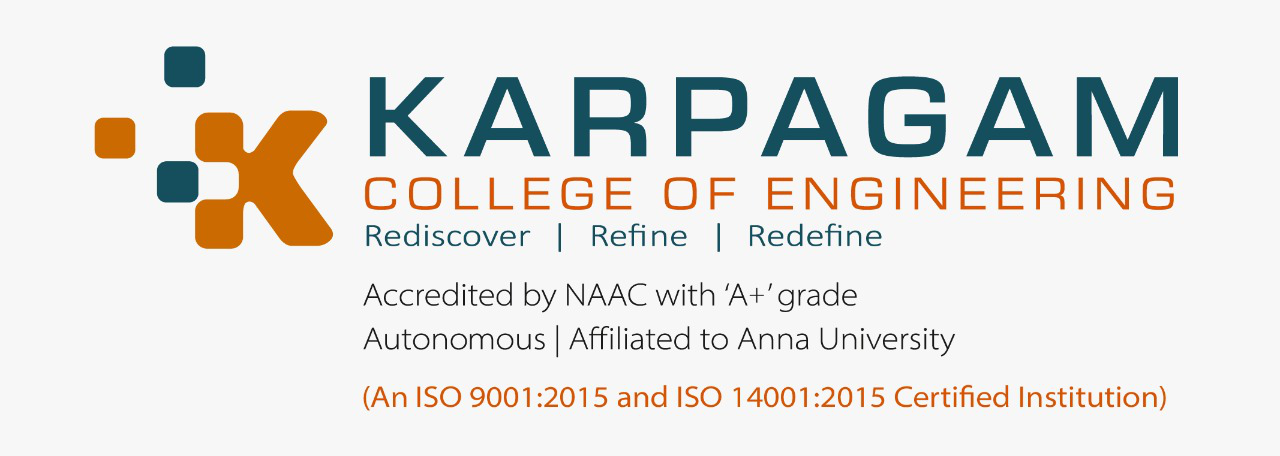 KARPAGAM
COLLEGE OF ENGINEERING
Rediscover | Refine | Redefine
Accredited by NAAC with ‘A+’ grade
Autonomous | Affiliated to Anna University
(An ISO 9001:2015 and ISO 14001:2015 Certified Institution)